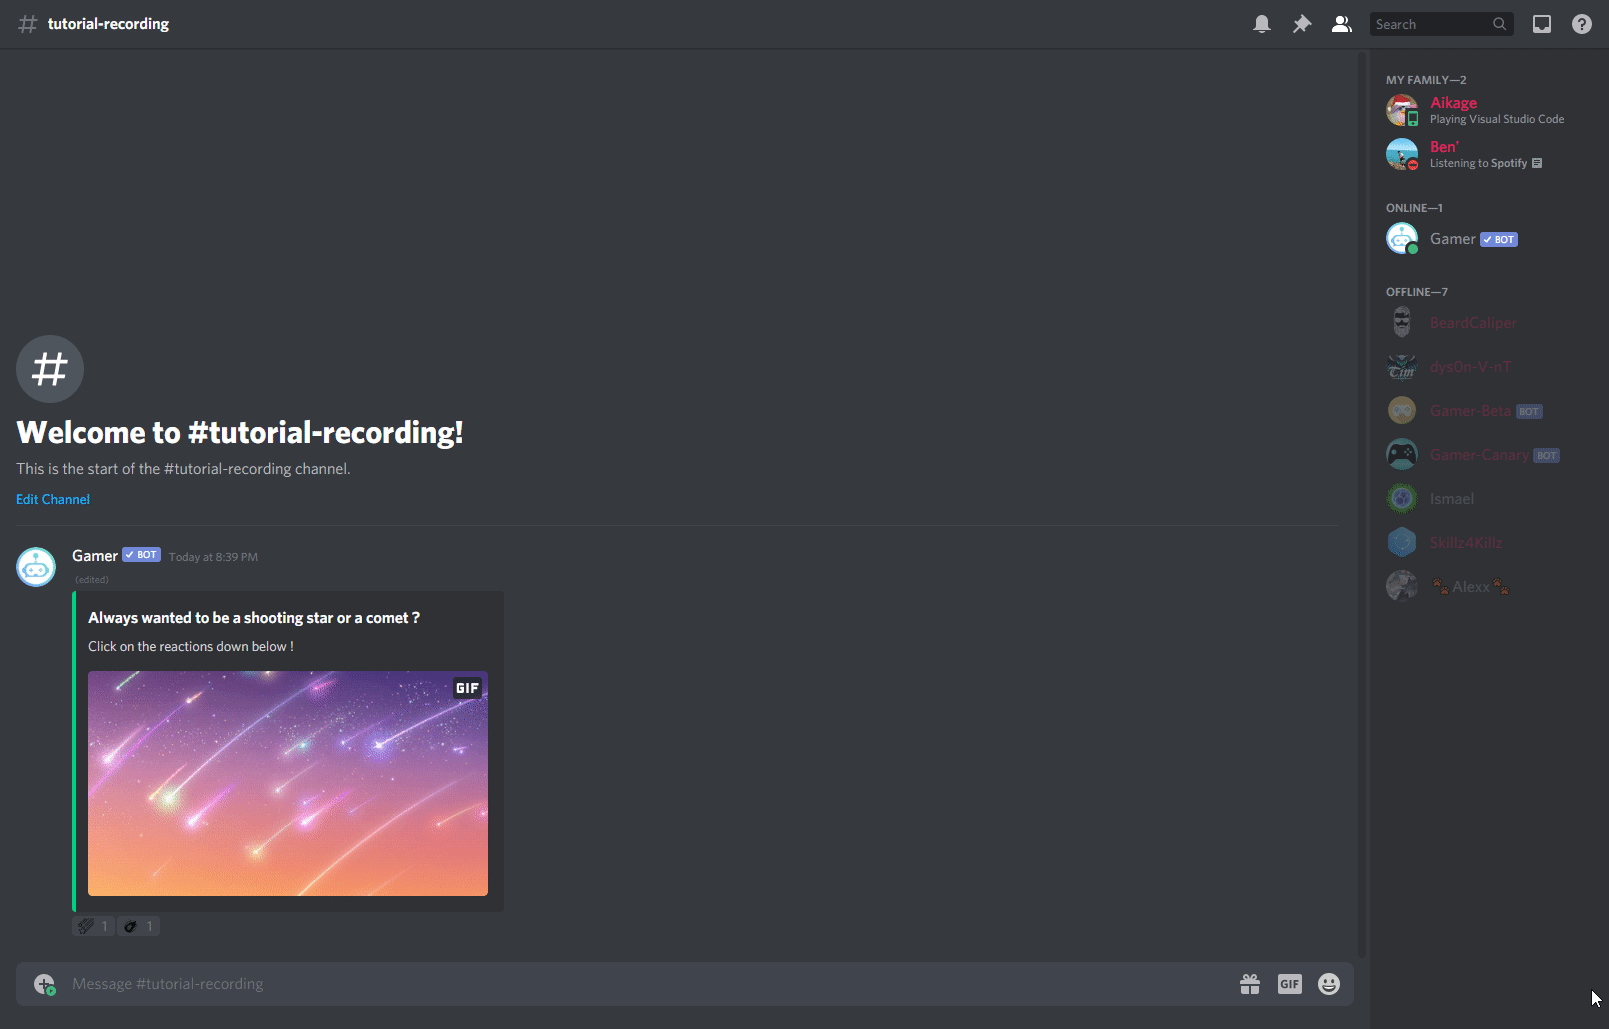 tutorial-recording
Search
Welcome to #tutorial-recording!
This is the start of the #tutorial-recording channel.
Edit Channel
Gamer BOT Today at 8:39 PM
(edited)
Always wanted to be a shooting star or a comet ?
Click on the reactions down below !
GIF
1 1
Message #tutorial-recording
GIF
MY FAMILY—2
Aikage
Playing Visual Studio Code
Ben'
Listening to Spotify
ONLINE—1
Gamer BOT
OFFLINE—7
BeardCaliper
dys0n-V-nT
Gamer-Beta BOT
Gamer-Canary BOT
Ismael
Skillz4Killz
Alexx